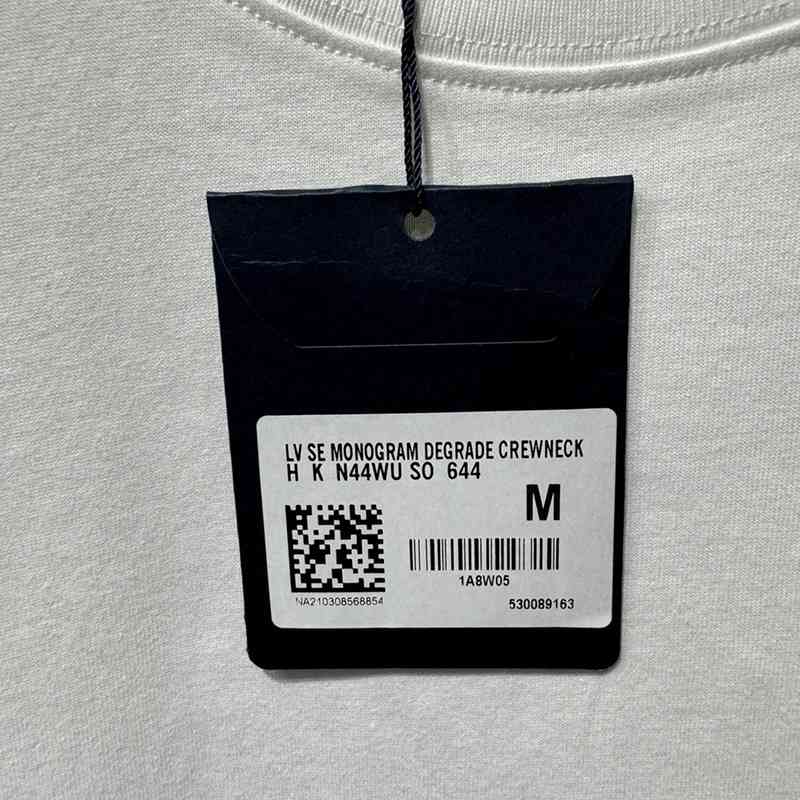 LV SE MONOGRAM DEGRADE CREWNECK
H K N44WU SO 644
M
1A8W05
NA210308568854
530089163